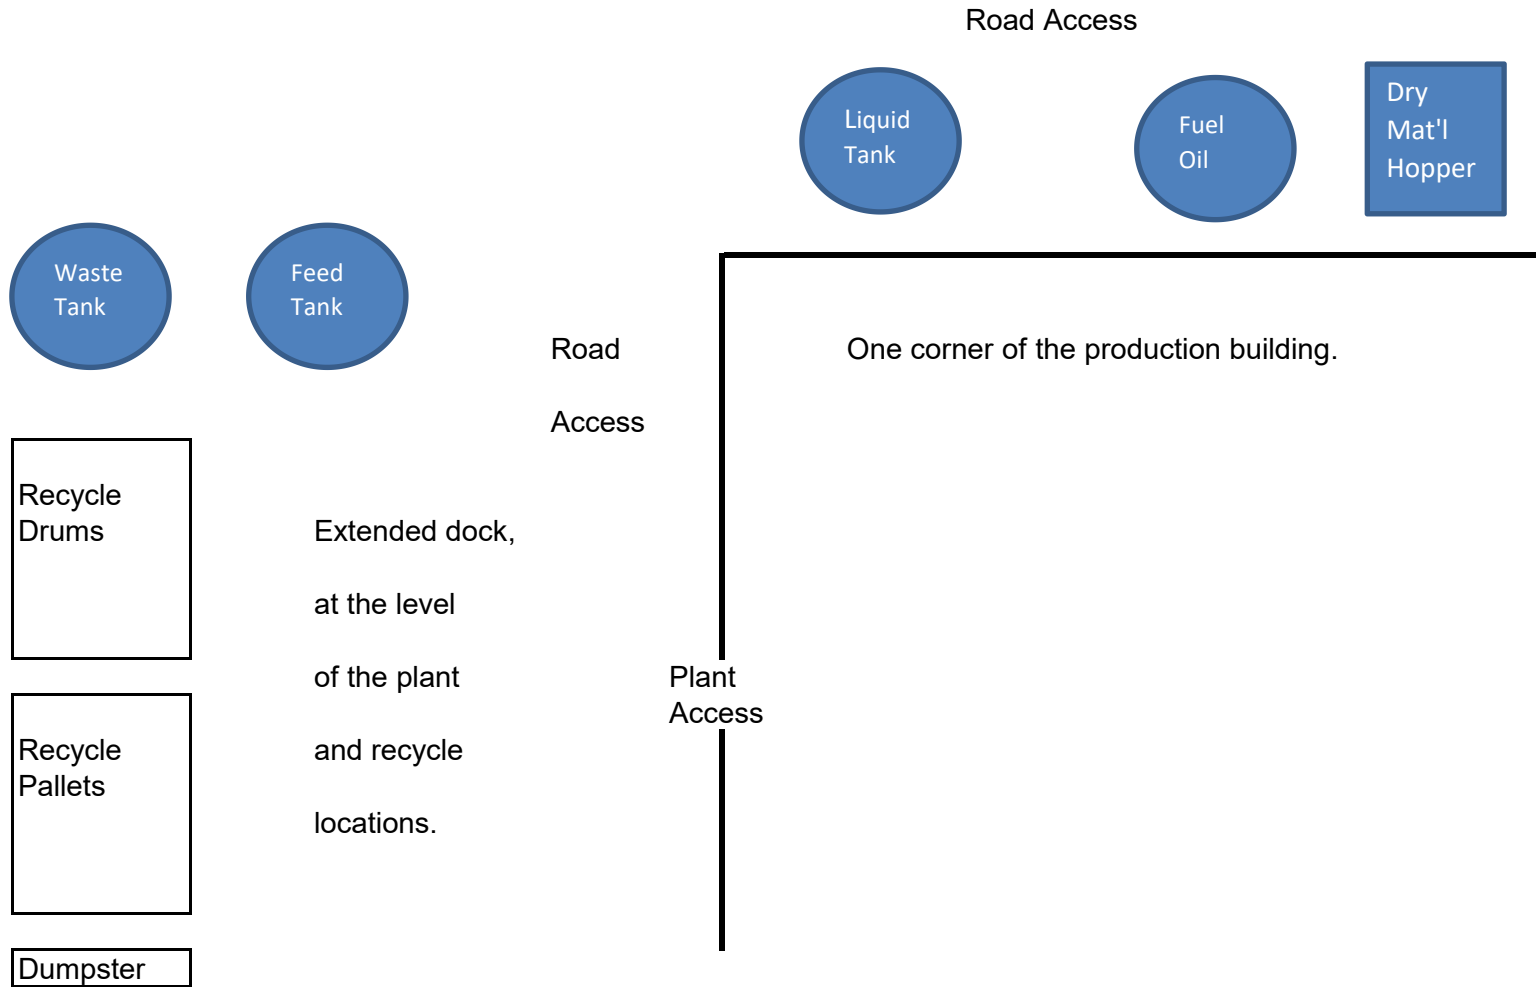 Road Access
Liquid
Tank
Fuel
Oil
Dry
Mat'l
Hopper
Waste
Tank
Feed
Tank
Road
Access
One corner of the production building.
Recycle
Drums
Extended dock,
at the level
of the plant
and recycle
locations.
Plant
Access
Recycle
Pallets
Dumpster